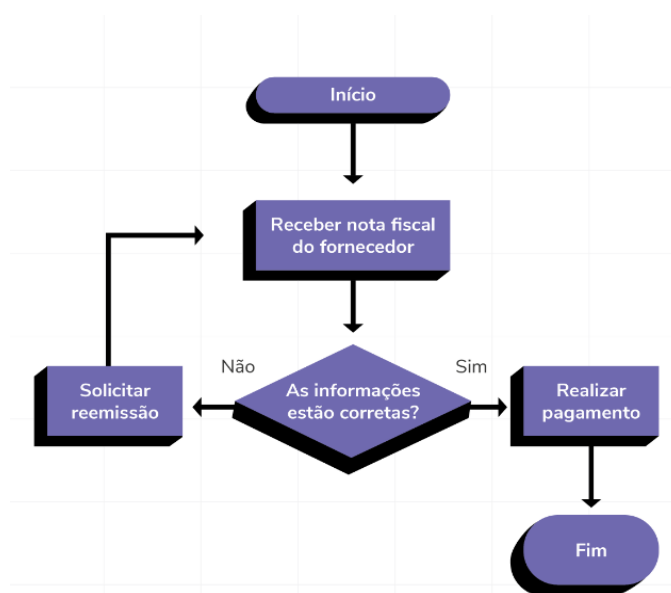 Início
Receber nota fiscal
do fornecedor
Não
Sim
Solicitar
reemissão
As informações
estão corretas?
Realizar
pagamento
Fim